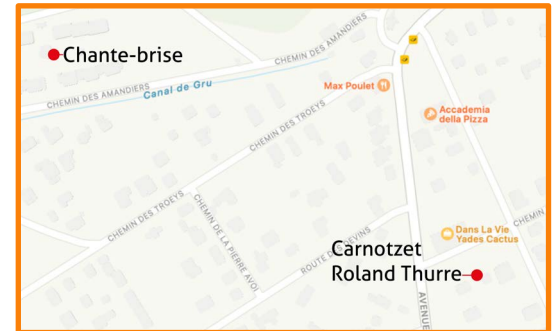 Chante-brise
CHEMIN DES AMANDIERS
CHEMIN DES AMANDIERS
Canal de Gru
Max Poulet
Accademia
della Pizza
CHEMIN DES TROEYS
CHEMIN DES TROEYS
CHEMIN DE LA PIERRE AVOI
CHEMIN
Dans La Vie
Yades Cactus
ROUTE DES DEVINS
Carnotzet
Roland Thurre
AVENUE